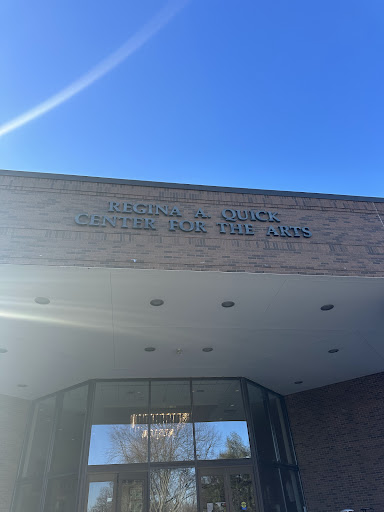 REGINA A. QUICK
CENTER FOR THE ARTS